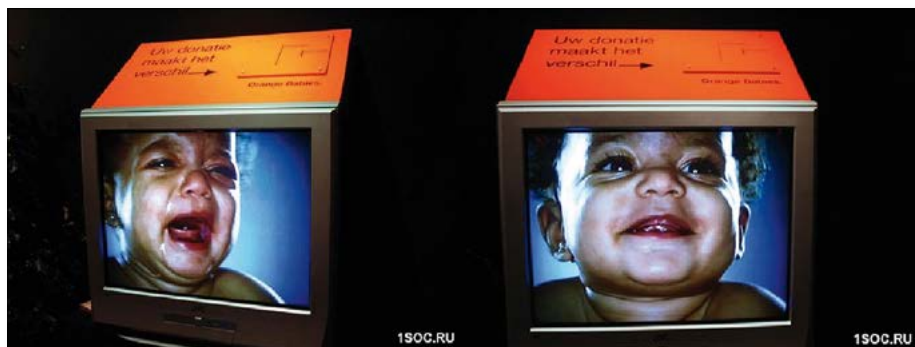 Uw donatie
maakt het
verschil
Orange Babies.
1SOC.RU
Uw donatie
maakt het
verschil
Orange Babies.
1SOC.RU